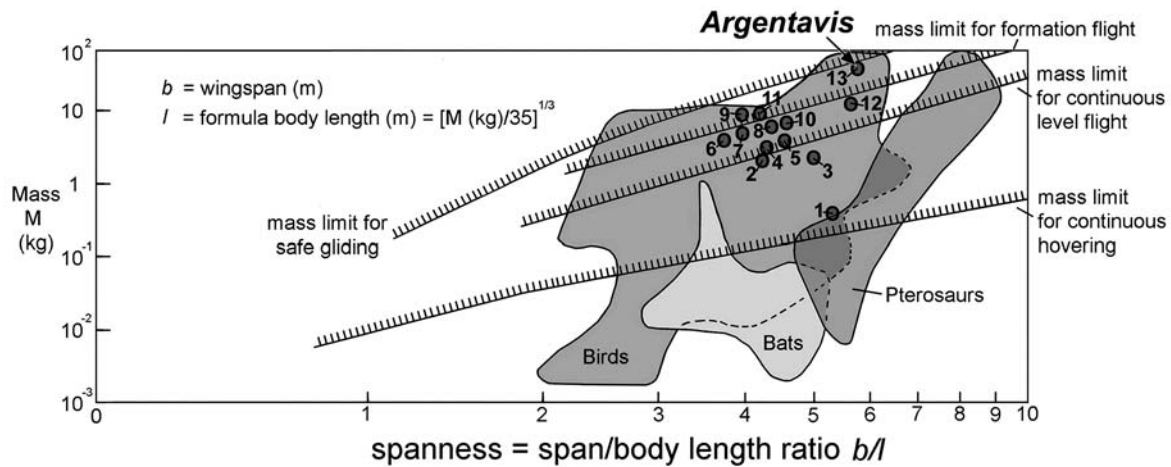 Argentavis
mass limit for formation flight
10²
10
1
10⁻¹
10⁻²
10⁻³
Mass
M
(kg)
b = wingspan (m)
l = formula body length (m) = [M (kg)/35]¹/³
mass limit
for continuous
level flight
mass limit for
safe gliding
mass limit
for continuous
hovering
13
11
12
9
8
10
6
7
4
5
2
3
1
Pterosaurs
Birds
Bats
0 1 2 3 4 5 6 7 8 9 10
spanness = span/body length ratio b/l